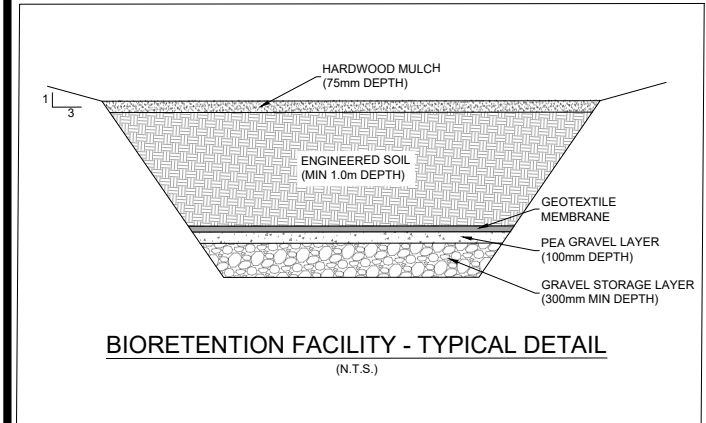 HARDWOOD MULCH
(75mm DEPTH)
1
3
ENGINEERED SOIL
(MIN 1.0m DEPTH)
GEOTEXTILE
MEMBRANE
PEA GRAVEL LAYER
(100mm DEPTH)
GRAVEL STORAGE LAYER
(300mm MIN DEPTH)
BIORETENTION FACILITY - TYPICAL DETAIL
(N.T.S.)